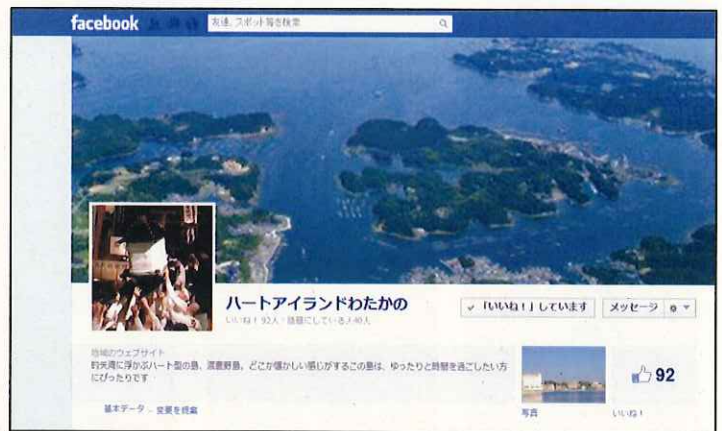 facebook
友達、スポット等を検索
ハートアイランドわたかの
いいね！ 92人・話題にしている人40人
✓ 「いいね！」しています
メッセージ
地域のウェブサイト
的矢湾に浮かぶハート型の島、渡鹿野島。どこか懐かしい感じがするこの島は、ゆったりと時間を過ごしたい方
にぴったりです
92
基本データ - 変更を提案
写真
いいね！